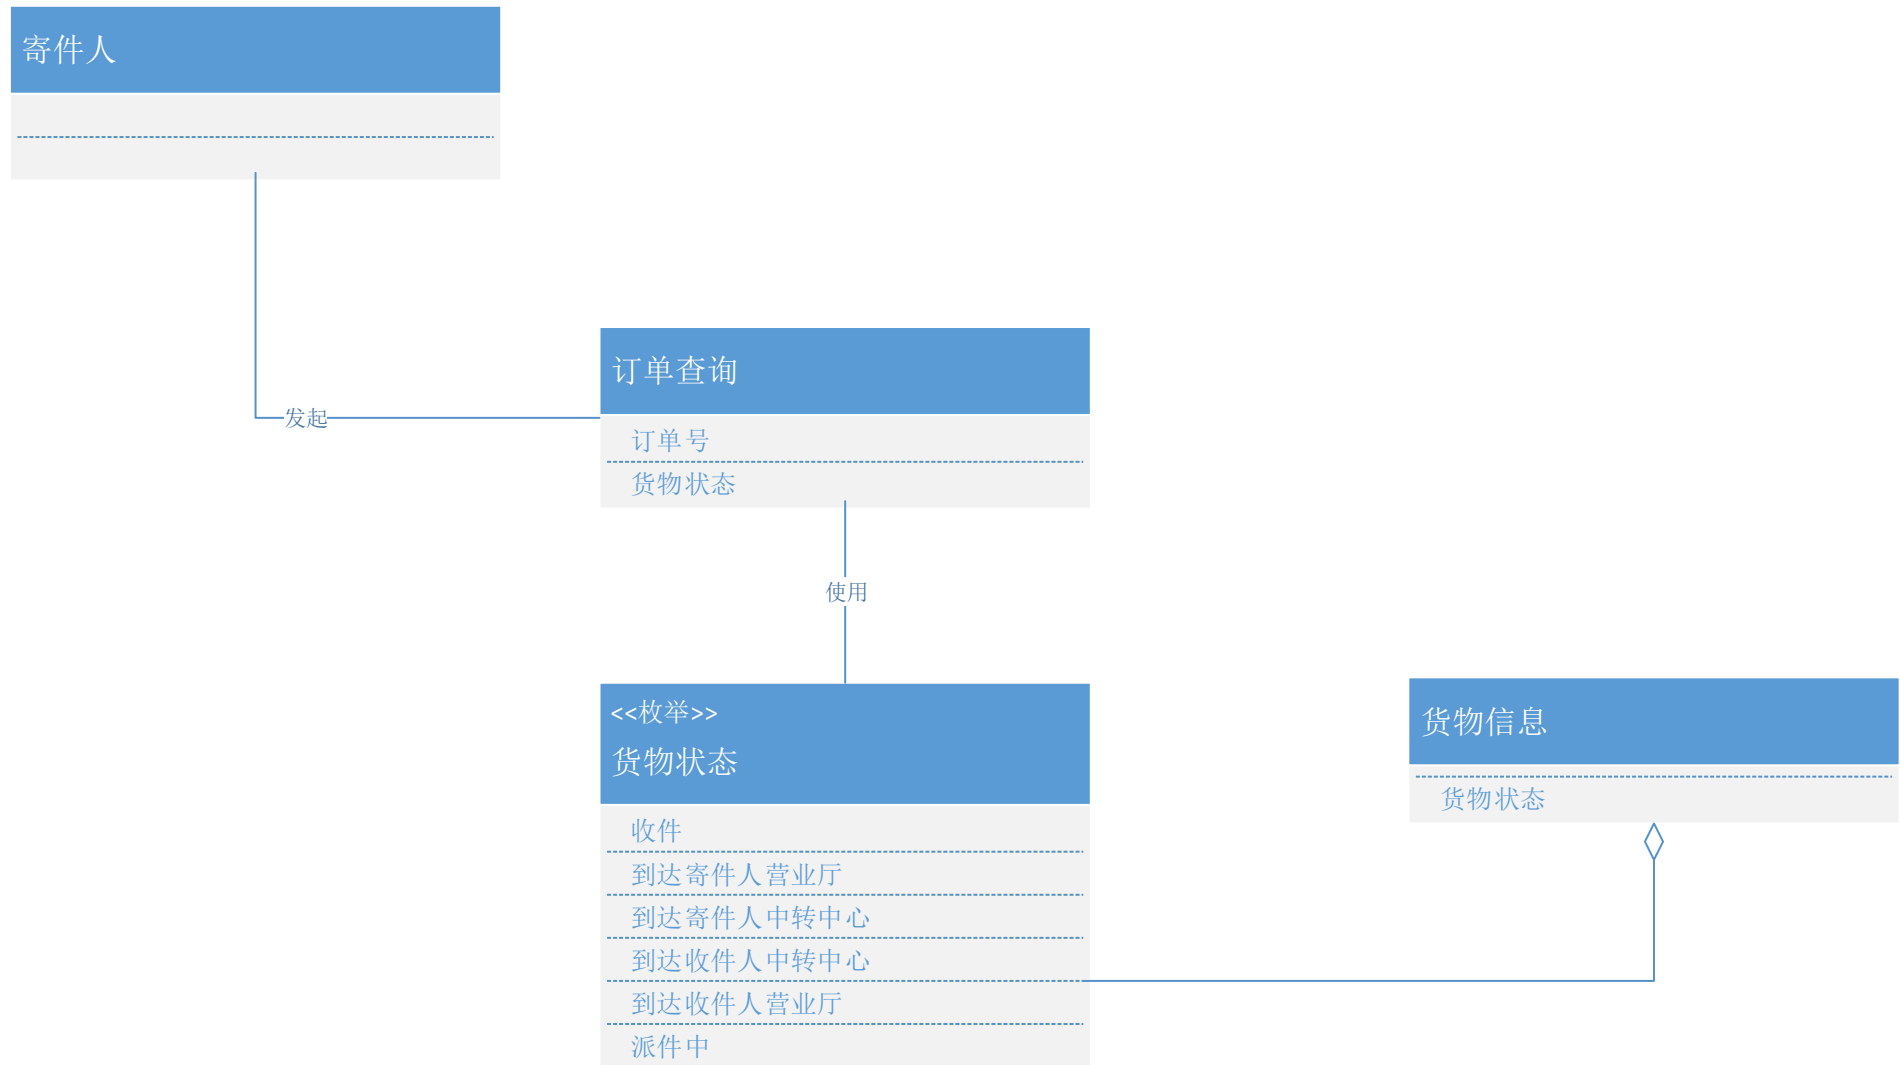 寄件人
发起
订单查询
订单号
货物状态
使用
<<枚举>>
货物状态
收件
到达寄件人营业厅
到达寄件人中转中心
到达收件人中转中心
到达收件人营业厅
派件中
货物信息
货物状态